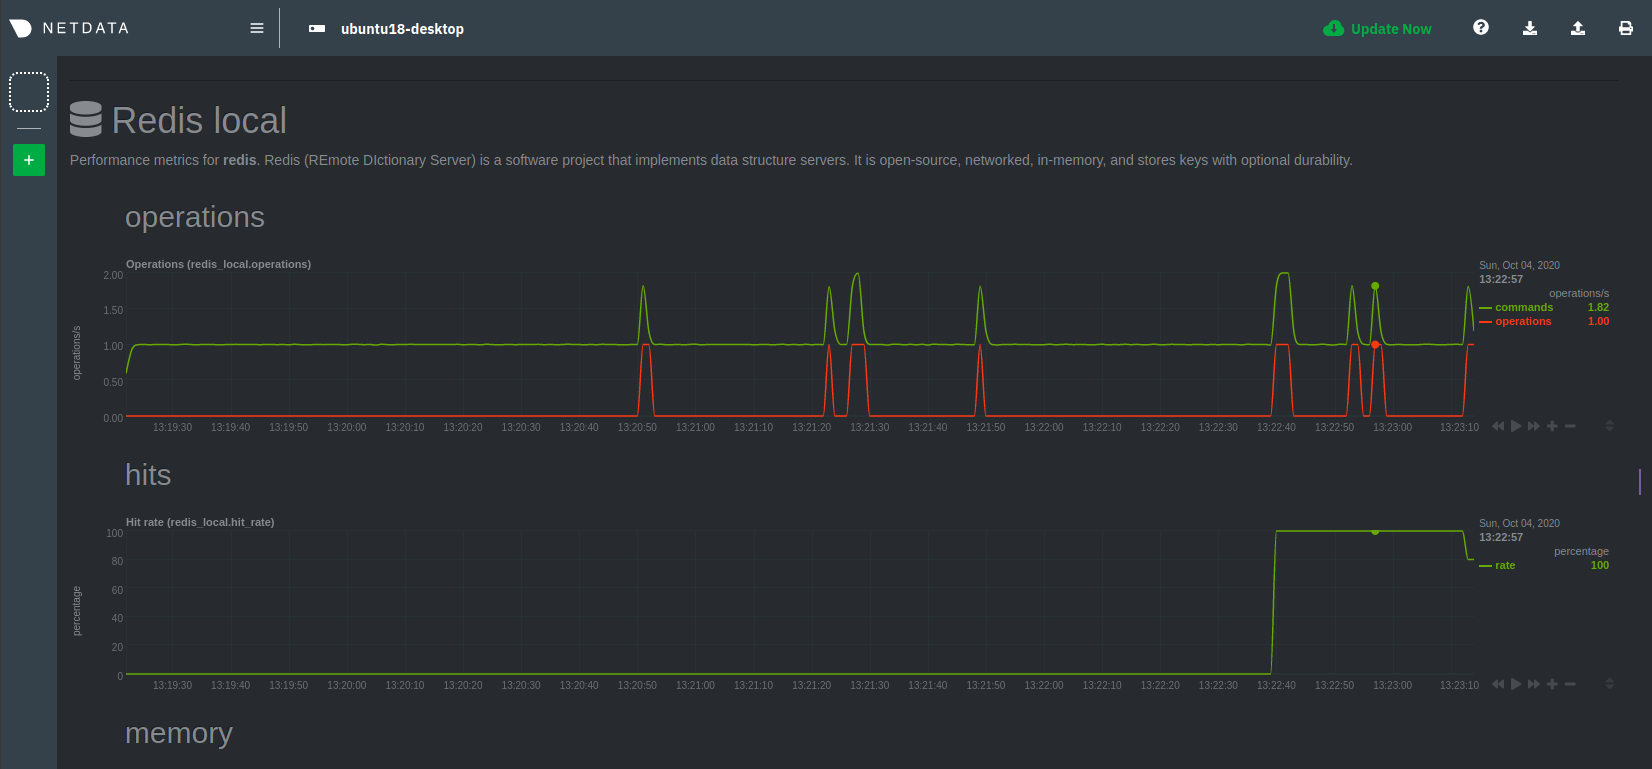 NETDATA
ubuntu18-desktop
Update Now
+
Redis local
Performance metrics for redis. Redis (REmote DIctionary Server) is a software project that implements data structure servers. It is open-source, networked, in-memory, and stores keys with optional durability.
operations
Operations (redis_local.operations)
operations/s
2.00
1.50
1.00
0.50
0.00
13:19:30 13:19:40 13:19:50 13:20:00 13:20:10 13:20:20 13:20:30 13:20:40 13:20:50 13:21:00 13:21:10 13:21:20 13:21:30 13:21:40 13:21:50 13:22:00 13:22:10 13:22:20 13:22:30 13:22:40 13:22:50 13:23:00 13:23:10
Sun, Oct 04, 2020
13:22:57
operations/s
commands 1.82
operations 1.00
hits
Hit rate (redis_local.hit_rate)
percentage
100
80
60
40
20
0
13:19:30 13:19:40 13:19:50 13:20:00 13:20:10 13:20:20 13:20:30 13:20:40 13:20:50 13:21:00 13:21:10 13:21:20 13:21:30 13:21:40 13:21:50 13:22:00 13:22:10 13:22:20 13:22:30 13:22:40 13:22:50 13:23:00 13:23:10
Sun, Oct 04, 2020
13:22:57
percentage
rate 100
memory